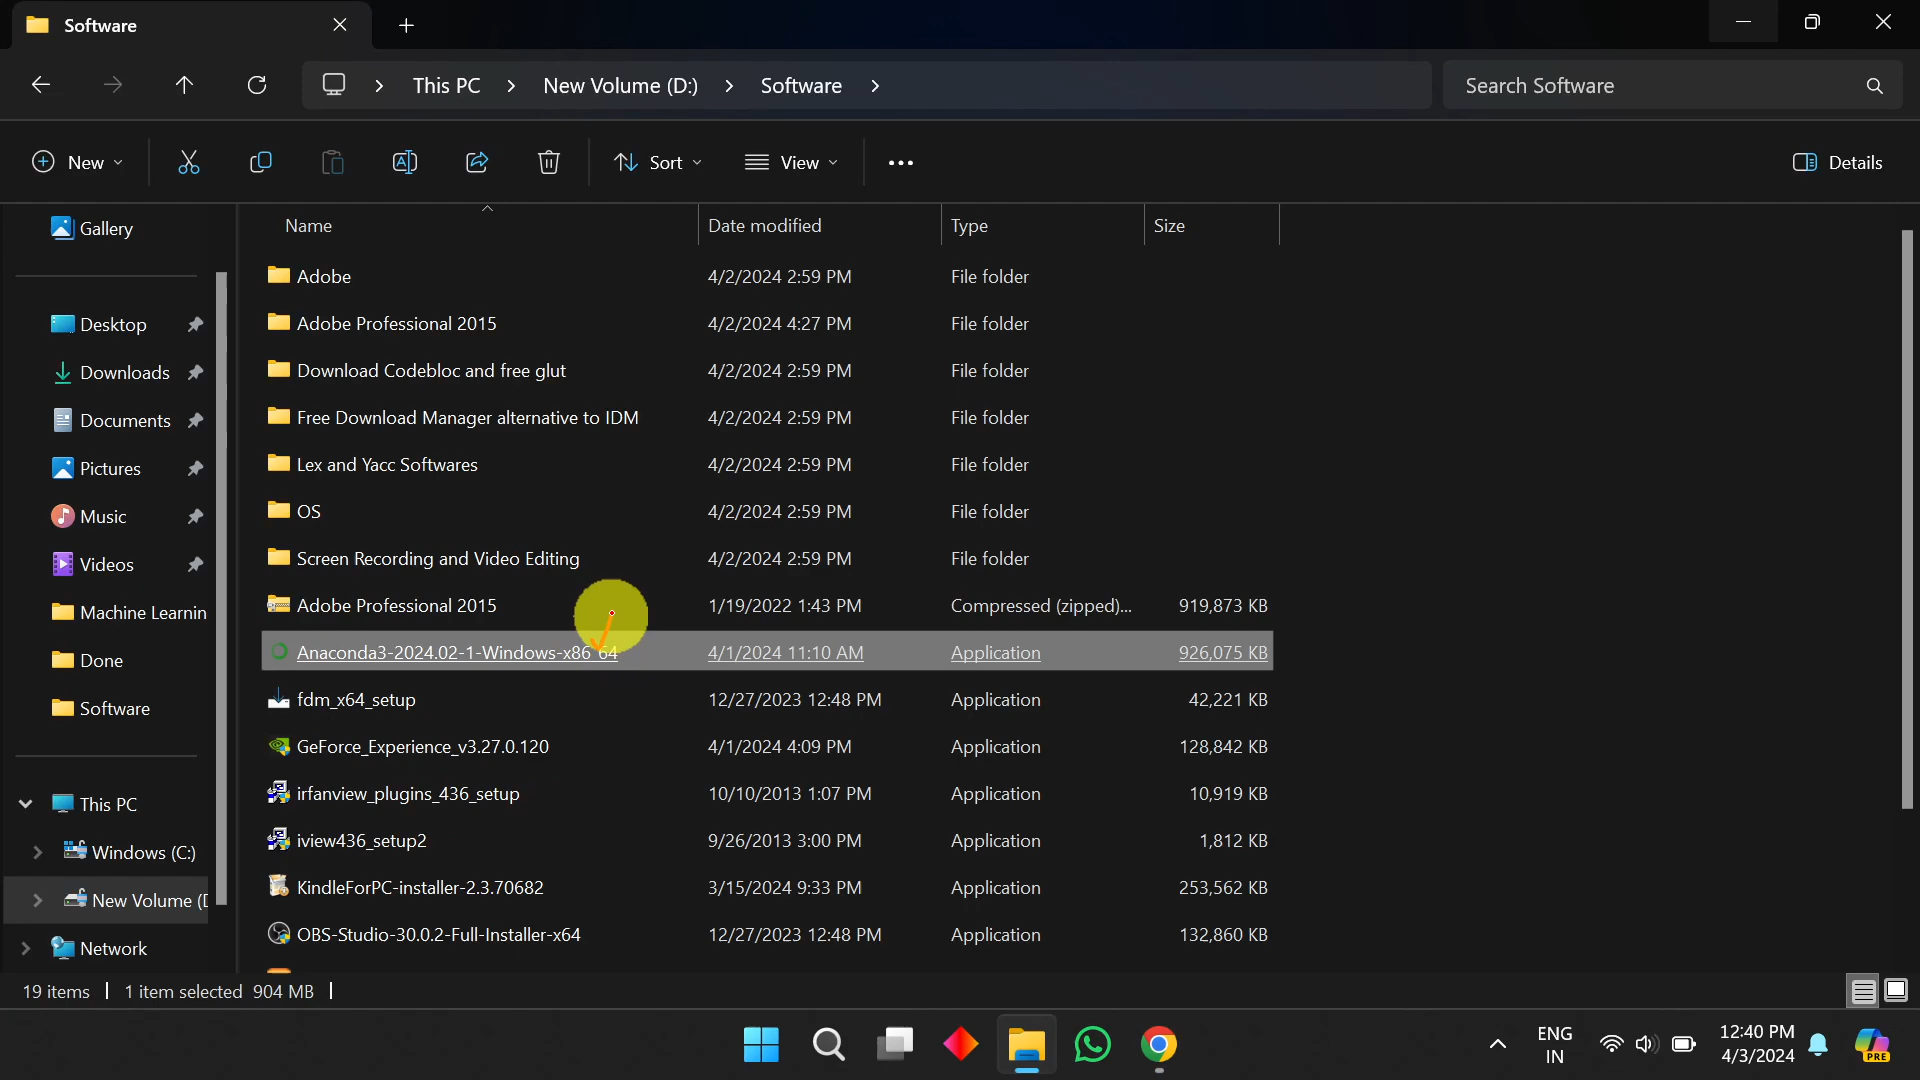 Software
This PC
New Volume (D:)
Software
Search Software
New
Sort
View
Details
Gallery
Desktop
Downloads
Documents
Pictures
Music
Videos
Machine Learnin
Done
Software
This PC
Windows (C:)
New Volume (D
Network
Name Date modified Type Size
Adobe 4/2/2024 2:59 PM File folder
Adobe Professional 2015 4/2/2024 4:27 PM File folder
Download Codebloc and free glut 4/2/2024 2:59 PM File folder
Free Download Manager alternative to IDM 4/2/2024 2:59 PM File folder
Lex and Yacc Softwares 4/2/2024 2:59 PM File folder
OS 4/2/2024 2:59 PM File folder
Screen Recording and Video Editing 4/2/2024 2:59 PM File folder
Adobe Professional 2015 1/19/2022 1:43 PM Compressed (zipped)... 919,873 KB
Anaconda3-2024.02-1-Windows-x86_64 4/1/2024 11:10 AM Application 926,075 KB
fdm_x64_setup 12/27/2023 12:48 PM Application 42,221 KB
GeForce_Experience_v3.27.0.120 4/1/2024 4:09 PM Application 128,842 KB
irfanview_plugins_436_setup 10/10/2013 1:07 PM Application 10,919 KB
iview436_setup2 9/26/2013 3:00 PM Application 1,812 KB
KindleForPC-installer-2.3.70682 3/15/2024 9:33 PM Application 253,562 KB
OBS-Studio-30.0.2-Full-Installer-x64 12/27/2023 12:48 PM Application 132,860 KB
19 items 1 item selected 904 MB
ENG
IN
12:40 PM
4/3/2024
PRE